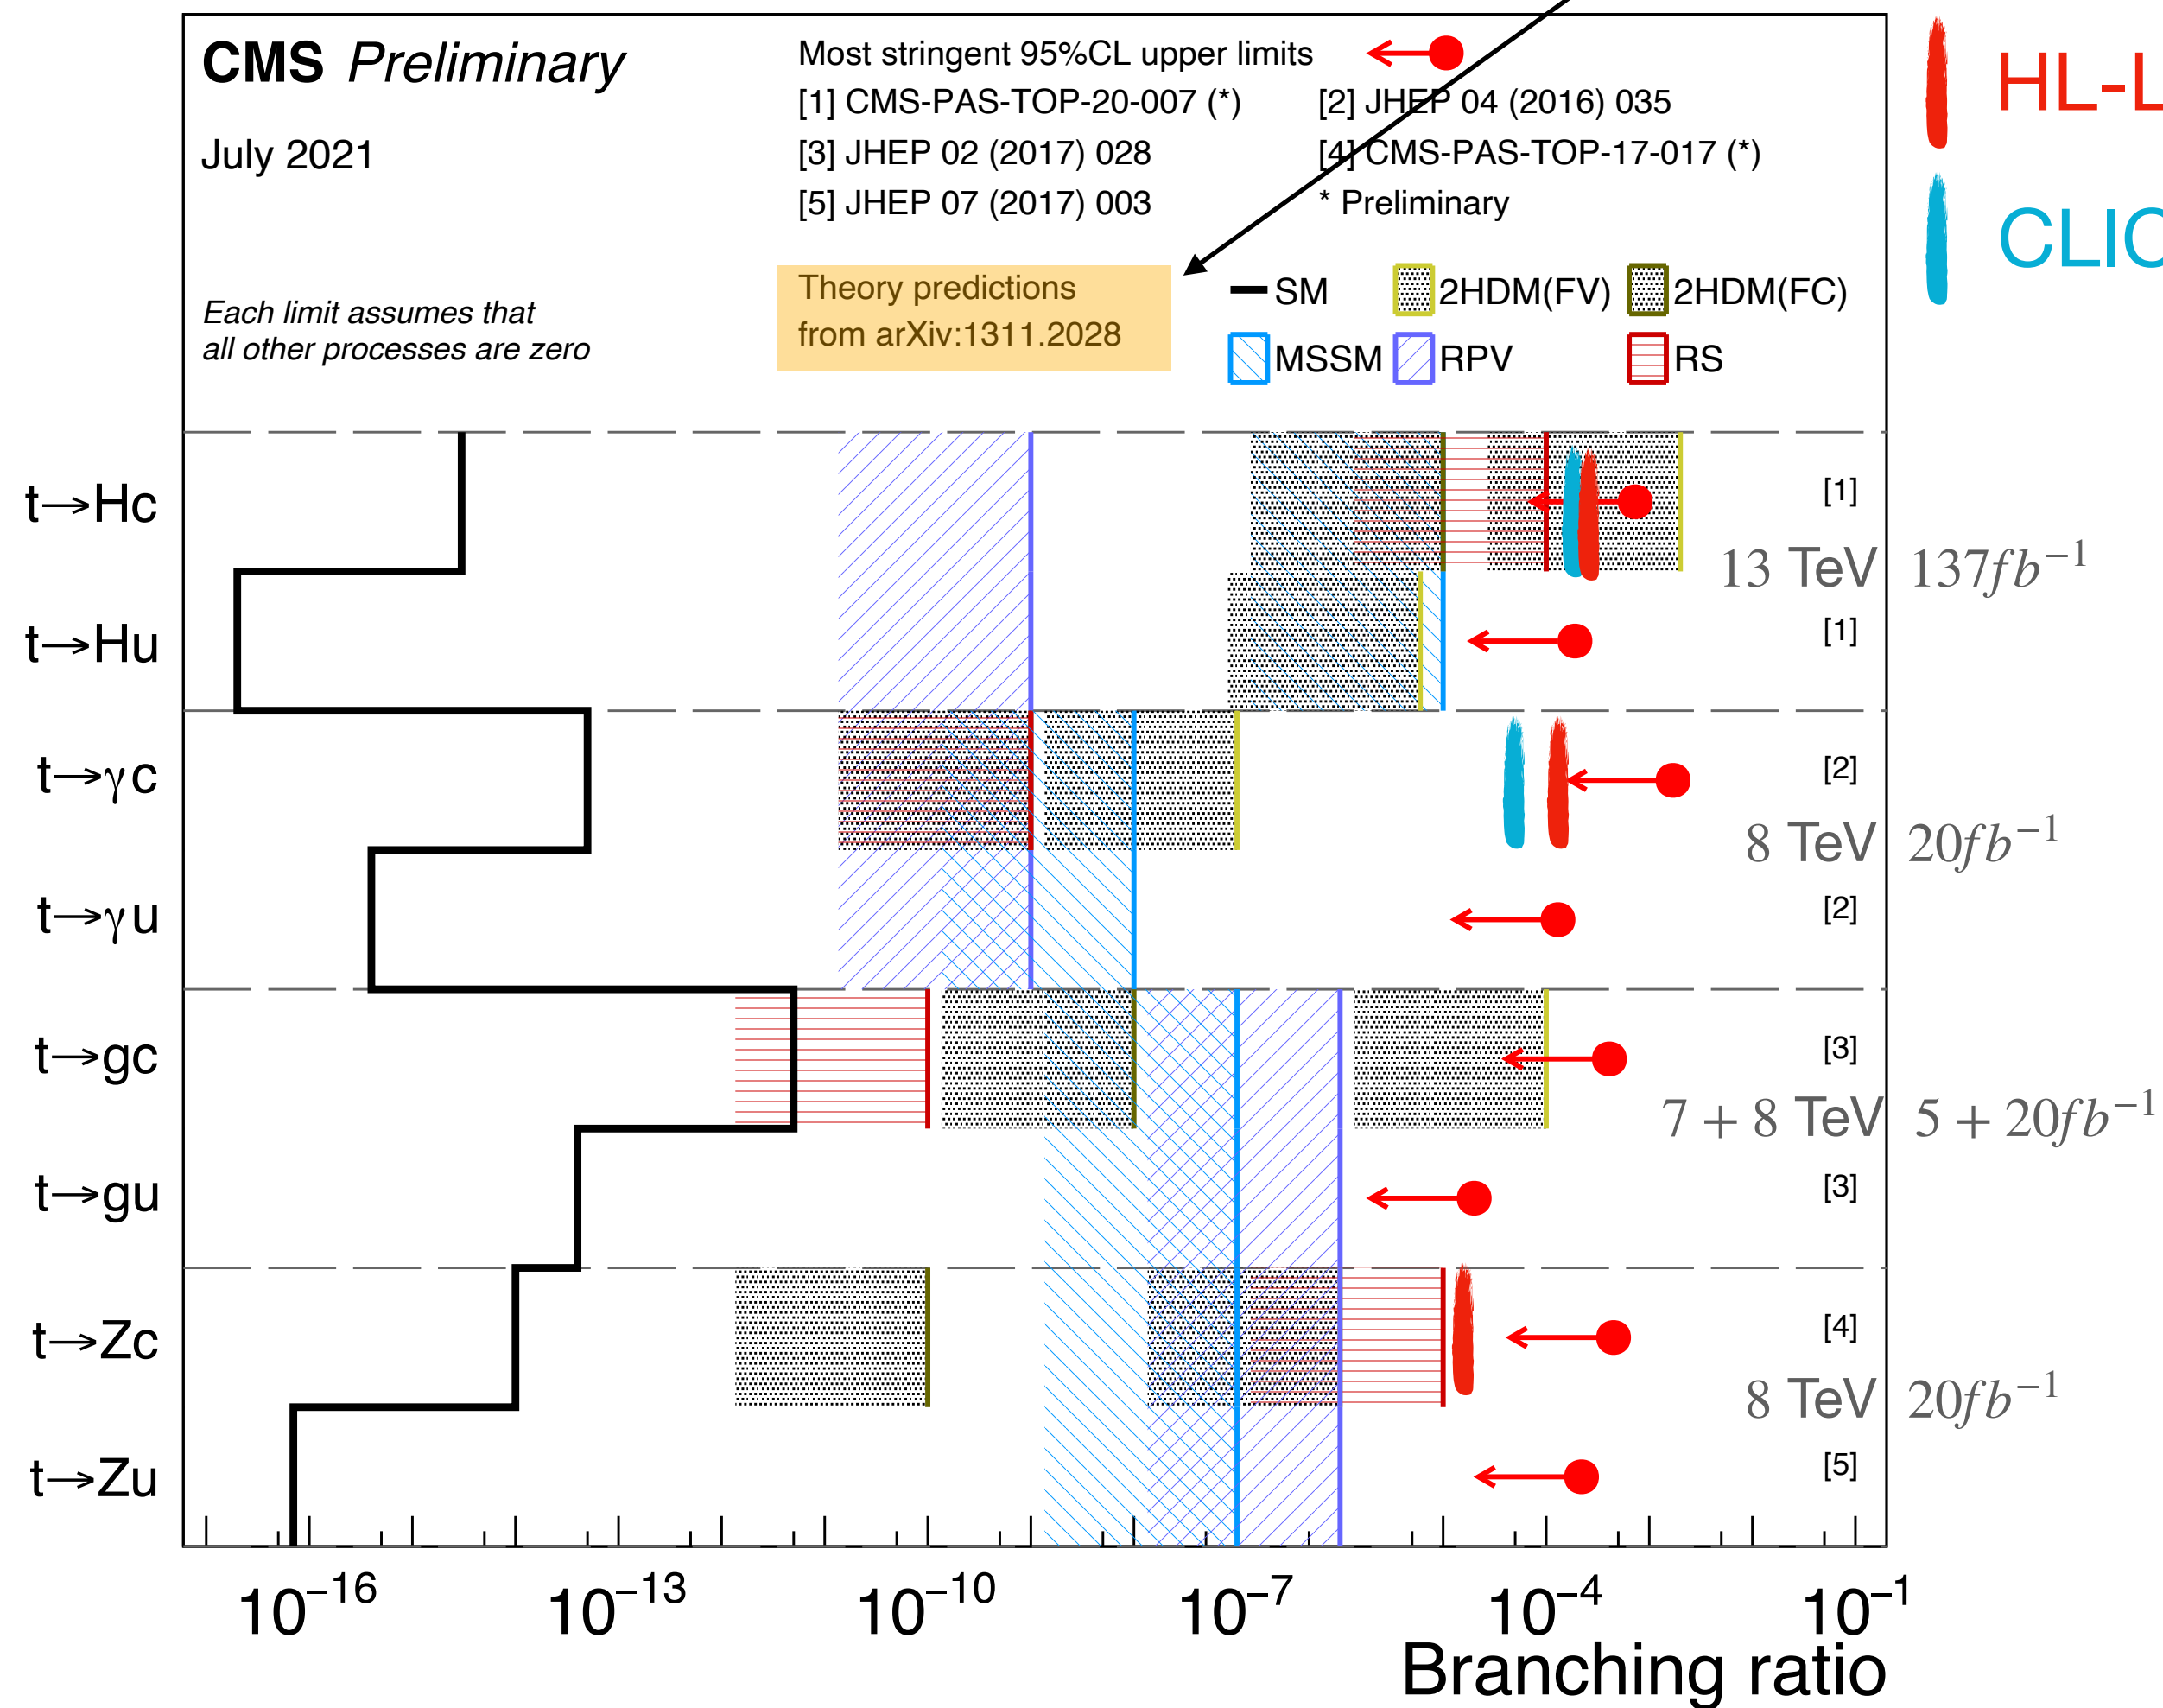 CMS Preliminary
July 2021
Each limit assumes that
all other processes are zero
Most stringent 95%CL upper limits
[1] CMS-PAS-TOP-20-007 (*)
[2] JHEP 04 (2016) 035
[3] JHEP 02 (2017) 028
[4] CMS-PAS-TOP-17-017 (*)
[5] JHEP 07 (2017) 003
* Preliminary
Theory predictions
from arXiv:1311.2028
SM
2HDM(FV)
2HDM(FC)
MSSM
RPV
RS
HL-L
CLIC
t→Hc
[1]
13 TeV 137fb⁻¹
t→Hu
[1]
t→γc
[2]
8 TeV 20fb⁻¹
t→γu
[2]
t→gc
[3]
7 + 8 TeV 5 + 20fb⁻¹
t→gu
[3]
t→Zc
[4]
8 TeV 20fb⁻¹
t→Zu
[5]
10⁻¹⁶ 10⁻¹³ 10⁻¹⁰ 10⁻⁷ 10⁻⁴ 10⁻¹
Branching ratio